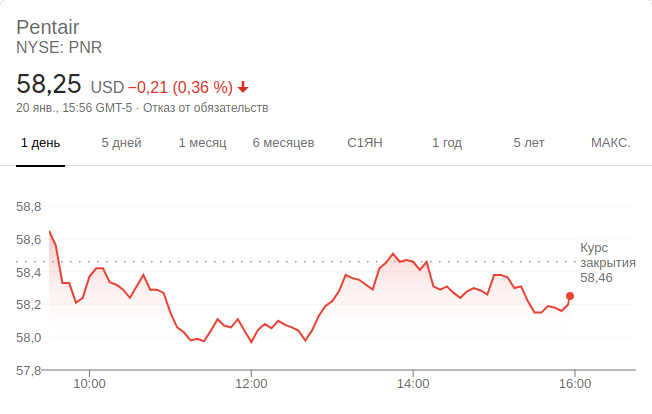 Pentair
NYSE: PNR
58,25 USD −0,21 (0,36 %)
20 янв., 15:56 GMT-5 · Отказ от обязательств
1 день 5 дней 1 месяц 6 месяцев С1ЯН 1 год 5 лет МАКС.
58,8
58,6
58,4
58,2
58,0
57,8
Курс
закрытия
58,46
10:00 12:00 14:00 16:00